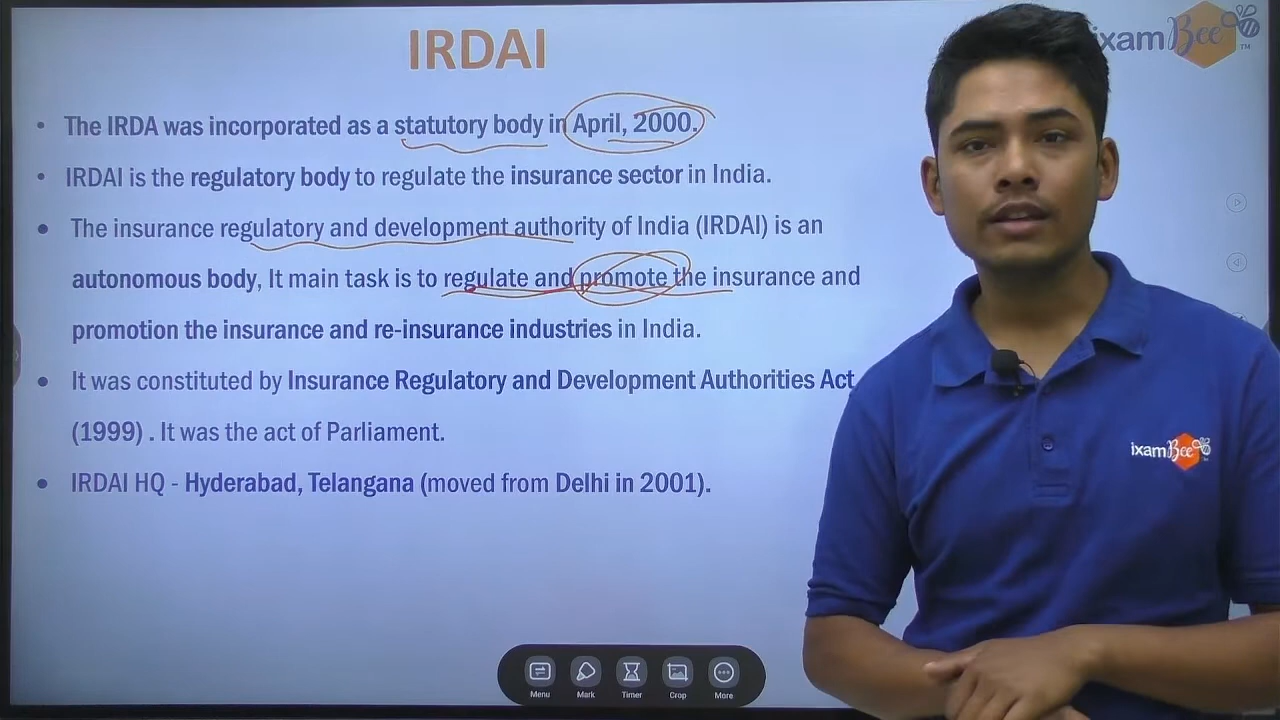 IRDAI
ixamBee™
• The IRDA was incorporated as a statutory body in April, 2000.
• IRDAI is the regulatory body to regulate the insurance sector in India.
• The insurance regulatory and development authority of India (IRDAI) is an
autonomous body, It main task is to regulate and promote the insurance and
promotion the insurance and re-insurance industries in India.
• It was constituted by Insurance Regulatory and Development Authorities Act
(1999) . It was the act of Parliament.
ixamBee
• IRDAI HQ - Hyderabad, Telangana (moved from Delhi in 2001).
Menu Mark Timer Crop More